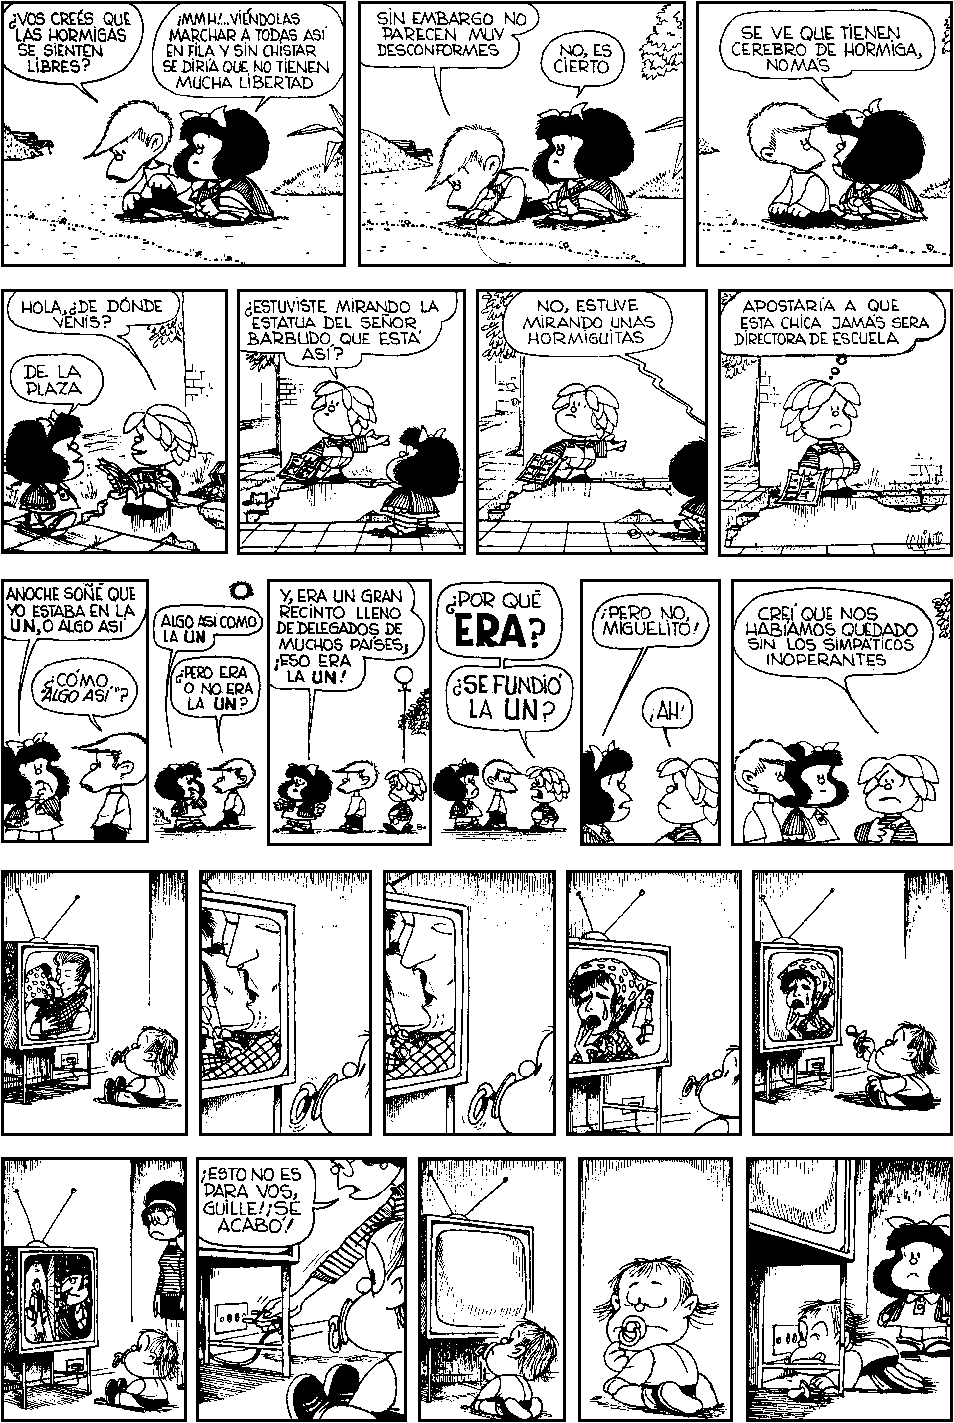 ¿VOS CREÉS QUE
LAS HORMIGAS
SE SIENTEN
LIBRES?
¡MMH!..VIÉNDOLAS
MARCHAR A TODAS ASÍ
EN FILA Y SIN CHISTAR
SE DIRÍA QUE NO TIENEN
MUCHA LIBERTAD
SIN EMBARGO NO
PARECEN MUY
DESCONFORMES
NO, ES
CIERTO
SE VE QUE TIENEN
CEREBRO DE HORMIGA,
NOMÁS
HOLA, ¿DE DÓNDE
VENÍS?
DE LA
PLAZA
¿ESTUVISTE MIRANDO LA
ESTATUA DEL SEÑOR
BARBUDO QUE ESTÁ
ASÍ?
NO, ESTUVE
MIRANDO UNAS
HORMIGUITAS
APOSTARÍA A QUE
ESTA CHICA JAMÁS SERA
DIRECTORA DE ESCUELA
QUINO
ANOCHE SOÑÉ QUE
YO ESTABA EN LA
UN, O ALGO ASÍ
¿CÓMO
"ALGO ASÍ"?
ALGO ASI COMO
LA UN
¿PERO ERA
O NO ERA
LA UN?
Y, ERA UN GRAN
RECINTO LLENO
DE DELEGADOS DE
MUCHOS PAÍSES,
¡ESO ERA
LA UN!
¿POR QUÉ
ERA?
¿SE FUNDIÓ
LA UN?
¡PERO NO,
MIGUELITO!
¡AH!
CREÍ QUE NOS
HABÍAMOS QUEDADO
SIN LOS SIMPÁTICOS
INOPERANTES
¡ESTO NO ES
PARA VOS,
GUILLE! ¡SE
ACABÓ!